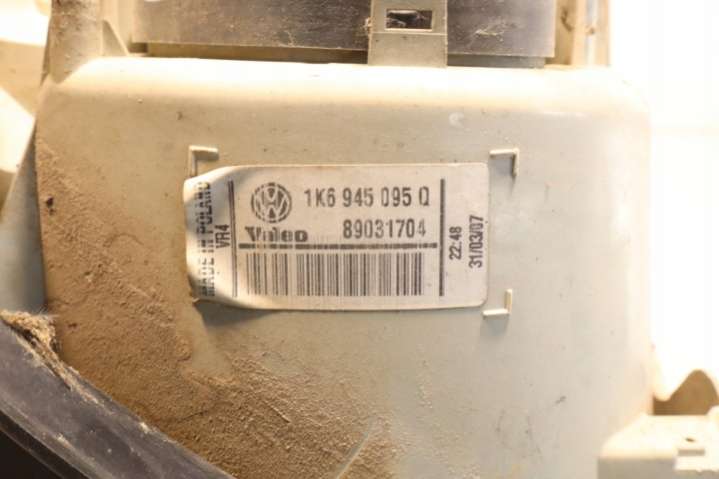 MADE IN POLAND
VR4
1K6 945 095 Q
Valeo
89031704
22:48
31/03/07